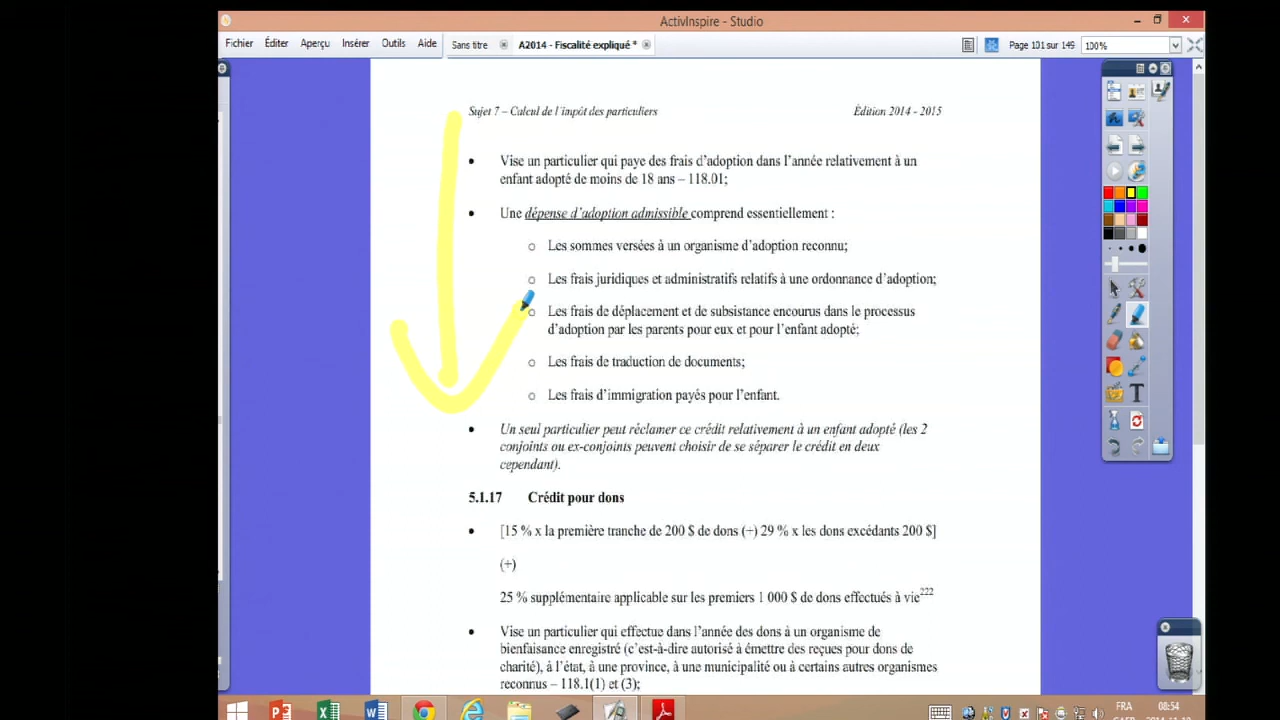 ActivInspire - Studio
Fichier Éditer Aperçu Insérer Outils Aide Sans titre A2014 - Fiscalité expliqué * Page 101 sur 149 100%
Sujet 7 – Calcul de l'impôt des particuliers Édition 2014 - 2015
• Vise un particulier qui paye des frais d'adoption dans l'année relativement à un
enfant adopté de moins de 18 ans – 118.01;
• Une dépense d'adoption admissible comprend essentiellement :
o Les sommes versées à un organisme d'adoption reconnu;
o Les frais juridiques et administratifs relatifs à une ordonnance d'adoption;
o Les frais de déplacement et de subsistance encourus dans le processus
d'adoption par les parents pour eux et pour l'enfant adopté;
o Les frais de traduction de documents;
o Les frais d'immigration payés pour l'enfant.
• Un seul particulier peut réclamer ce crédit relativement à un enfant adopté (les 2
conjoints ou ex-conjoints peuvent choisir de se séparer le crédit en deux
cependant).
5.1.17 Crédit pour dons
• [15 % x la première tranche de 200 $ de dons (+) 29 % x les dons excédants 200 $]
(+)
25 % supplémentaire applicable sur les premiers 1 000 $ de dons effectués à vie222
• Vise un particulier qui effectue dans l'année des dons à un organisme de
bienfaisance enregistré (c'est-à-dire autorisé à émettre des reçues pour dons de
charité), à l'état, à une province, à une municipalité ou à certains autres organismes
reconnus – 118.1(1) et (3);
FRA 08:54